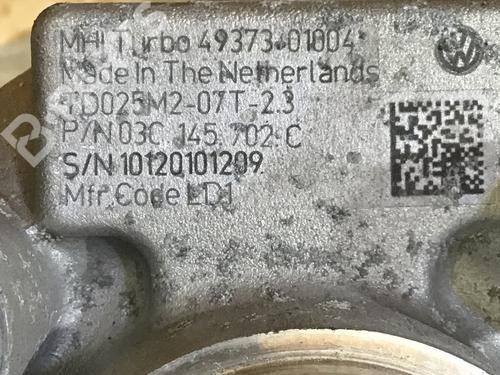 MHI Turbo 49373-01004
Made In The Netherlands
TD025M2-07T-2.3
P/N 03C 145 702 C
S/N 10120101209
Mfr Code LD1